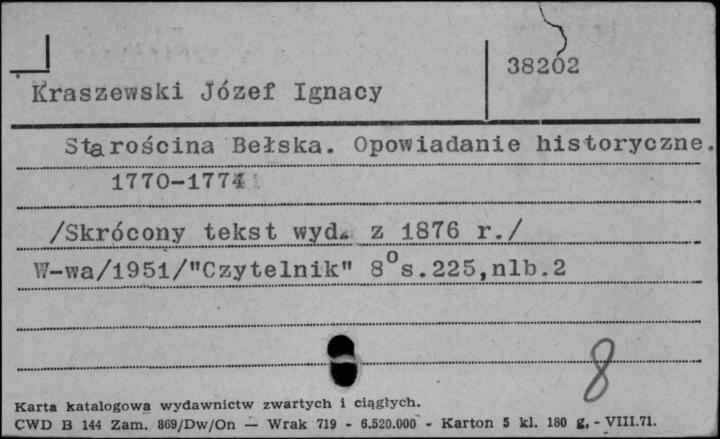 38202
Kraszewski Józef Ignacy
Starościna Bełska. Opowiadanie historyczne.
1770-1774
/Skrócony tekst wyd. z 1876 r./
W-wa/1951/"Czytelnik" 8° s.225,nlb.2
8
Karta katalogowa wydawnictw zwartych i ciągłych.
CWD B 144 Zam. 869/Dw/On — Wrak 719 - 6.520.000 - Karton 5 kl. 180 g, - VIII.71.